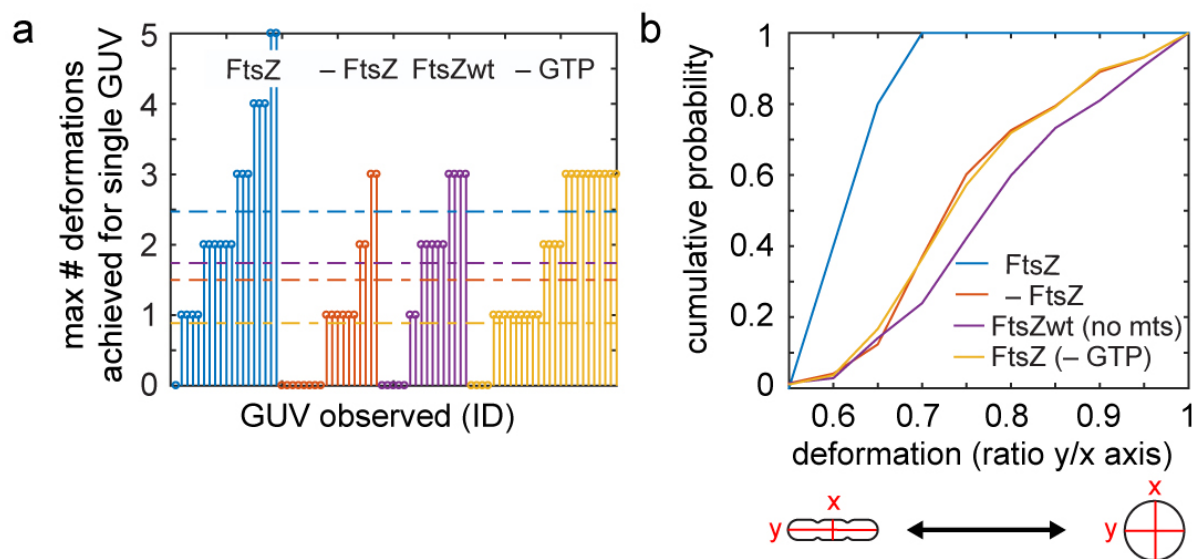 a
max # deformations
achieved for single GUV
5
4
3
2
1
0
FtsZ – FtsZ FtsZwt – GTP
GUV observed (ID)
b
cumulative probability
1
0.8
0.6
0.4
0.2
0
FtsZ
– FtsZ
FtsZwt (no mts)
FtsZ (– GTP)
0.6 0.7 0.8 0.9 1
deformation (ratio y/x axis)
x
y
x
y